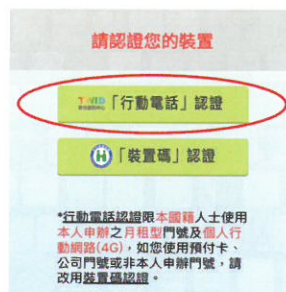 請認證您的裝置
TWID
「行動電話」認證
「裝置碼」認證
*行動電話認證限本國籍人士使用
本人申辦之月租型門號及個人行
動網路(4G)，如您使用預付卡、
公司門號或非本人申辦門號，請
改用裝置碼認證。